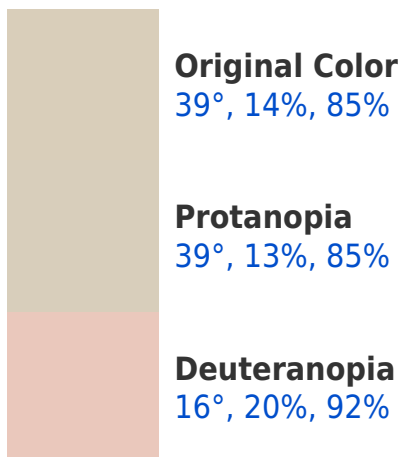 Original Color
39°, 14%, 85%
Protanopia
39°, 13%, 85%
Deuteranopia
16°, 20%, 92%